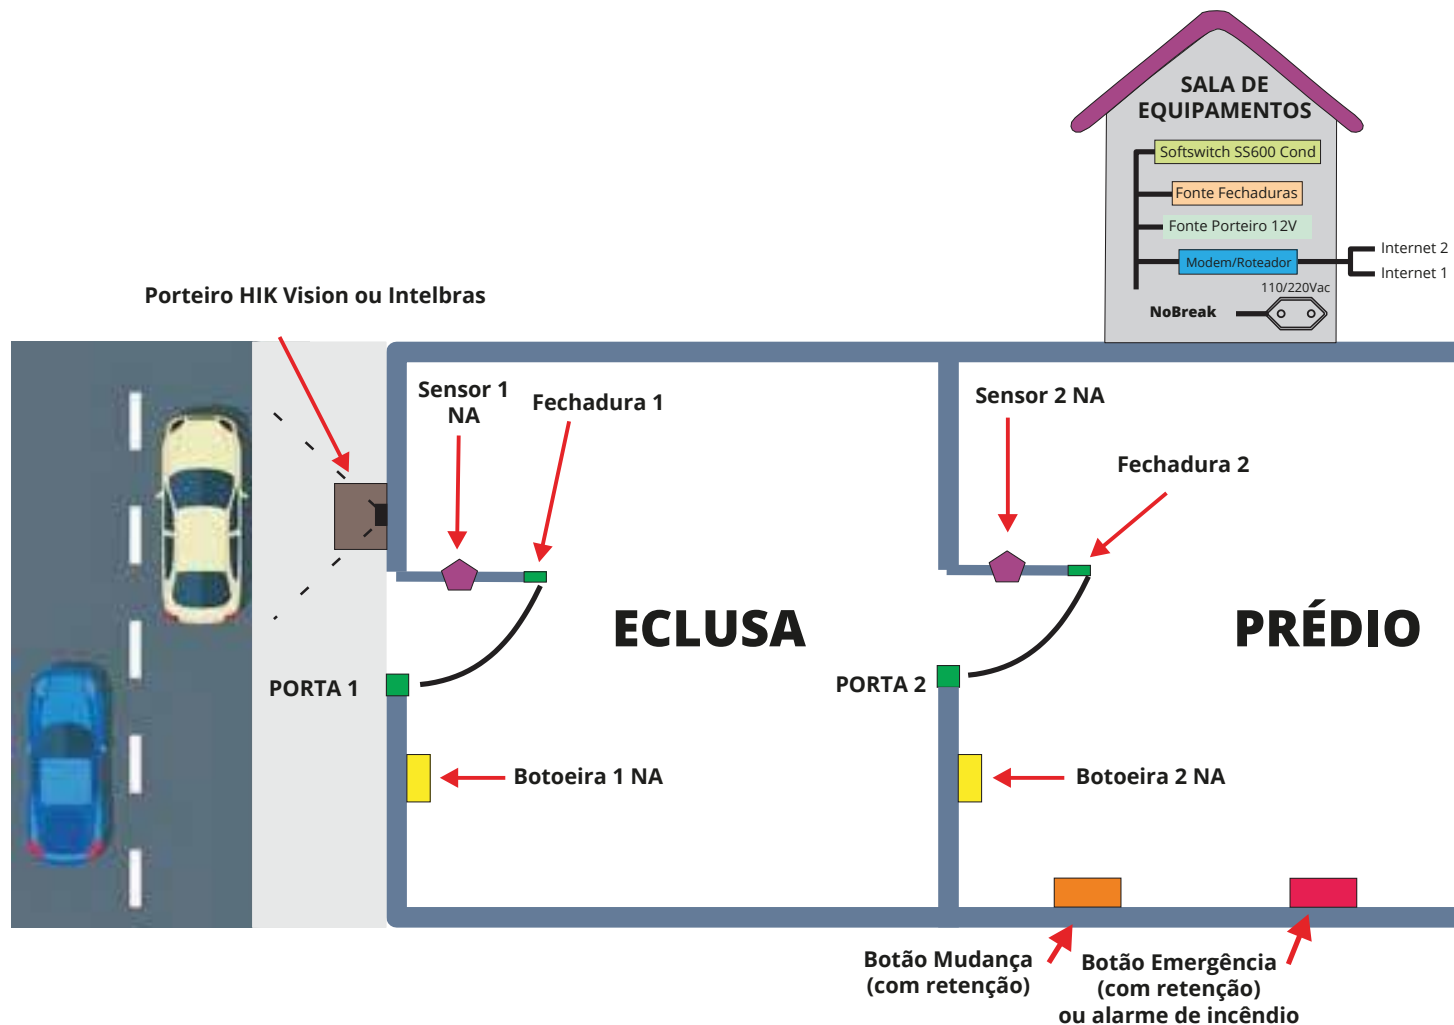 SALA DE
EQUIPAMENTOS
Softswitch SS600 Cond
Fonte Fechaduras
Fonte Porteiro 12V
Modem/Roteador
Internet 2
Internet 1
110/220Vac
NoBreak
Porteiro HIK Vision ou Intelbras
Sensor 1
NA
Fechadura 1
Sensor 2 NA
Fechadura 2
ECLUSA
PRÉDIO
PORTA 1
PORTA 2
Botoeira 1 NA
Botoeira 2 NA
Botão Mudança
(com retenção)
Botão Emergência
(com retenção)
ou alarme de incêndio